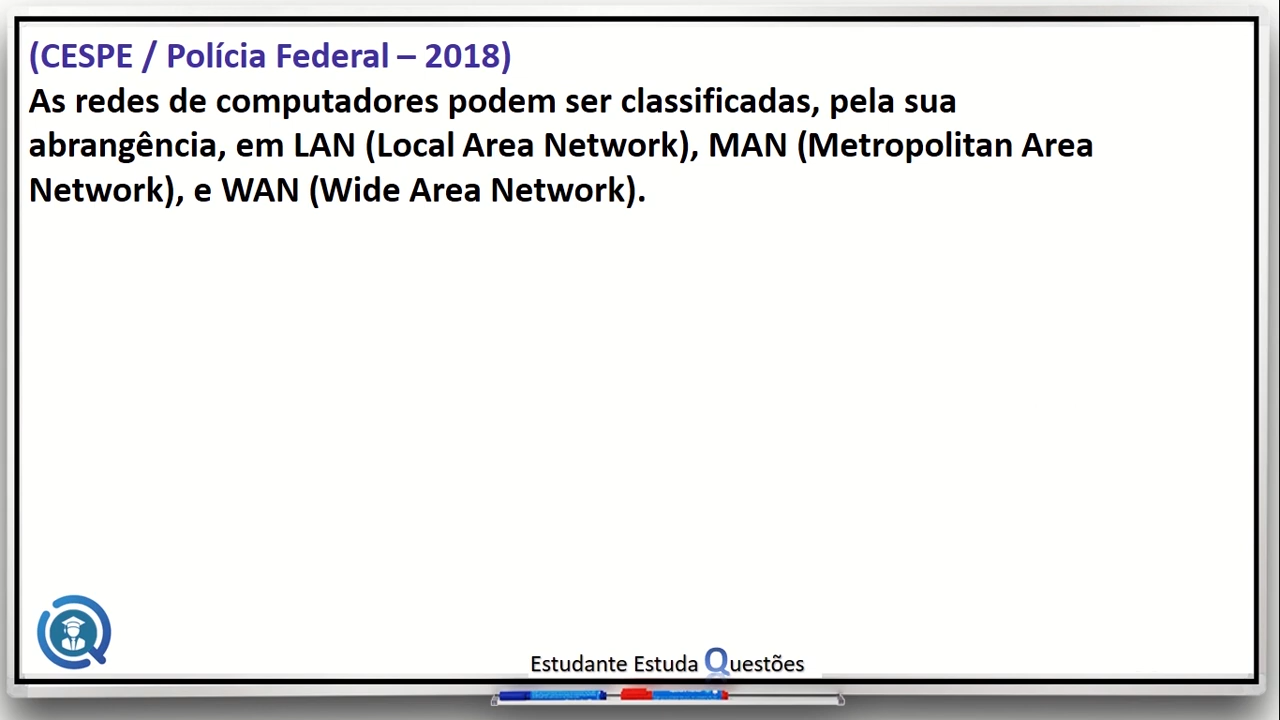 (CESPE / Polícia Federal – 2018)
As redes de computadores podem ser classificadas, pela sua
abrangência, em LAN (Local Area Network), MAN (Metropolitan Area
Network), e WAN (Wide Area Network).
Estudante Estuda Questões